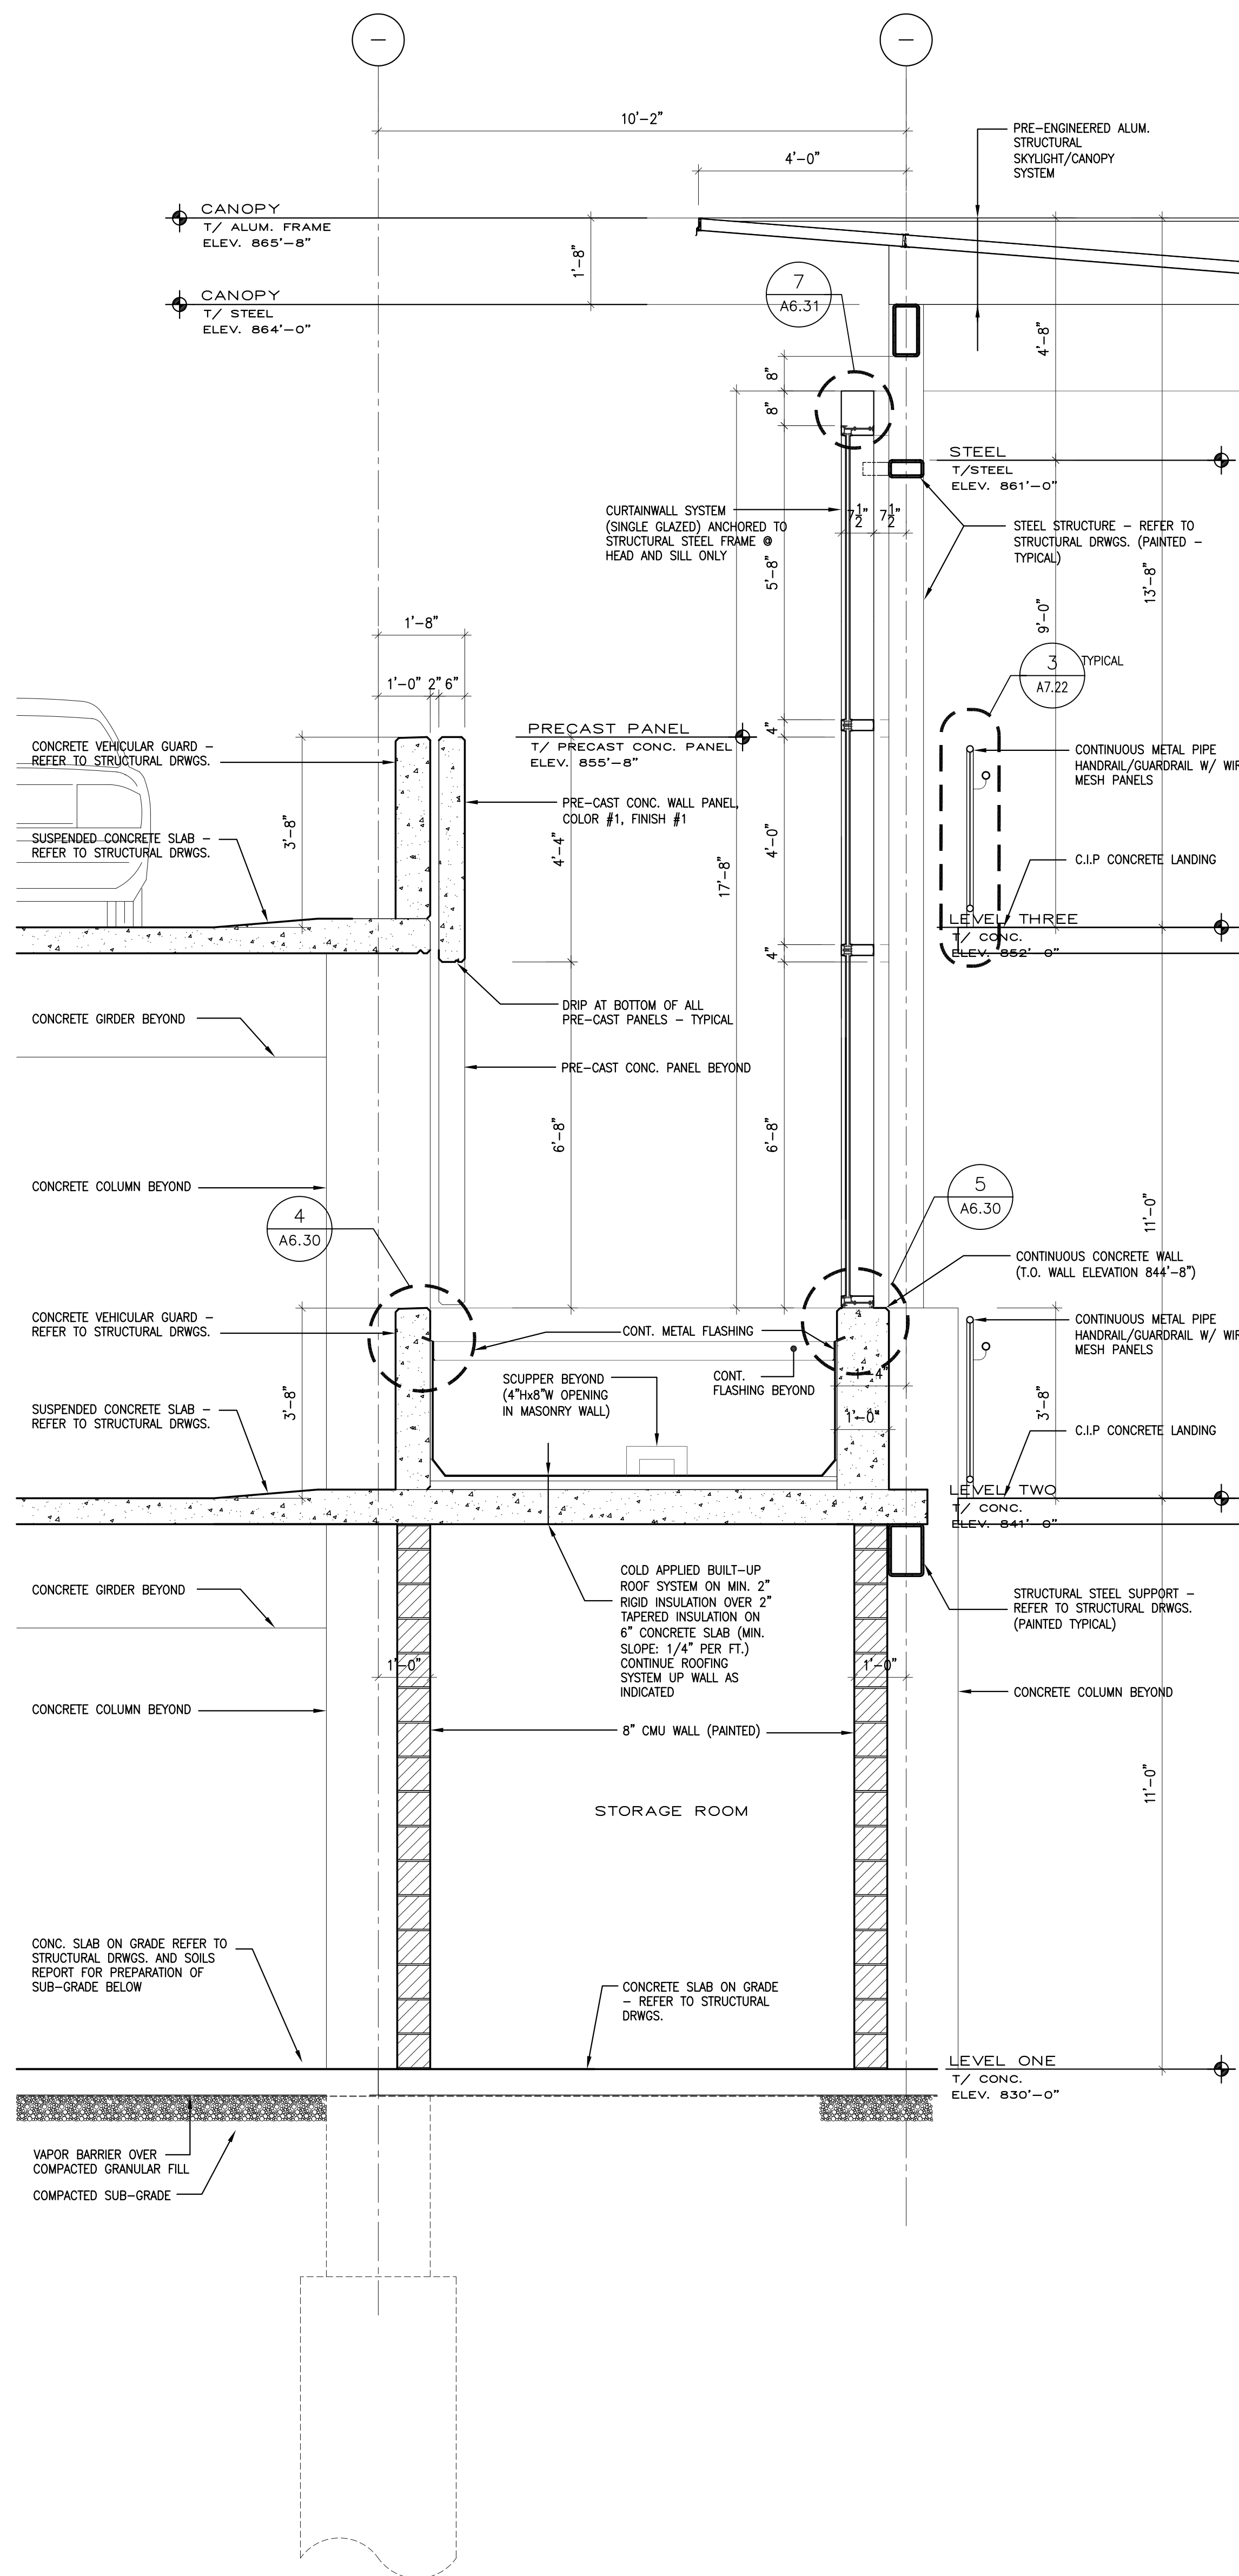 —
—
10'-2"
4'-0"
PRE-ENGINEERED ALUM.
STRUCTURAL
SKYLIGHT/CANOPY
SYSTEM
CANOPY
T/ ALUM. FRAME
ELEV. 865'-8"
1'-8"
CANOPY
T/ STEEL
ELEV. 864'-0"
7
A6.31
4'-8"
8"
8"
STEEL
T/STEEL
ELEV. 861'-0"
CURTAINWALL SYSTEM
(SINGLE GLAZED) ANCHORED TO
STRUCTURAL STEEL FRAME @
HEAD AND SILL ONLY
7 1/2"
7 1/2"
STEEL STRUCTURE - REFER TO
STRUCTURAL DRWGS. (PAINTED -
TYPICAL)
5'-8"
13'-8"
9'-0"
1'-8"
3
A7.22
TYPICAL
1'-0" 2" 6"
PRECAST PANEL
T/ PRECAST CONC. PANEL
ELEV. 855'-8"
4"
CONCRETE VEHICULAR GUARD -
REFER TO STRUCTURAL DRWGS.
CONTINUOUS METAL PIPE
HANDRAIL/GUARDRAIL W/ WIR
MESH PANELS
PRE-CAST CONC. WALL PANEL,
COLOR #1, FINISH #1
SUSPENDED CONCRETE SLAB -
REFER TO STRUCTURAL DRWGS.
3'-8"
4'-4"
17'-8"
4'-0"
C.I.P CONCRETE LANDING
LEVEL THREE
T/ CONC.
ELEV. 852'-0"
4"
DRIP AT BOTTOM OF ALL
PRE-CAST PANELS - TYPICAL
CONCRETE GIRDER BEYOND
PRE-CAST CONC. PANEL BEYOND
6'-8"
6'-8"
CONCRETE COLUMN BEYOND
4
A6.30
5
A6.30
11'-0"
CONTINUOUS CONCRETE WALL
(T.O. WALL ELEVATION 844'-8")
CONCRETE VEHICULAR GUARD -
REFER TO STRUCTURAL DRWGS.
CONT. METAL FLASHING
CONTINUOUS METAL PIPE
HANDRAIL/GUARDRAIL W/ WIR
MESH PANELS
SCUPPER BEYOND
(4"Hx8"W OPENING
IN MASONRY WALL)
CONT.
FLASHING BEYOND
1'-4"
1'-0"
3'-8"
3'-8"
SUSPENDED CONCRETE SLAB -
REFER TO STRUCTURAL DRWGS.
C.I.P CONCRETE LANDING
LEVEL TWO
T/ CONC.
ELEV. 841'-0"
COLD APPLIED BUILT-UP
ROOF SYSTEM ON MIN. 2"
RIGID INSULATION OVER 2"
TAPERED INSULATION ON
6" CONCRETE SLAB (MIN.
SLOPE: 1/4" PER FT.)
CONTINUE ROOFING
SYSTEM UP WALL AS
INDICATED
CONCRETE GIRDER BEYOND
STRUCTURAL STEEL SUPPORT -
REFER TO STRUCTURAL DRWGS.
(PAINTED TYPICAL)
1'-0"
1'-0"
CONCRETE COLUMN BEYOND
CONCRETE COLUMN BEYOND
8" CMU WALL (PAINTED)
11'-0"
STORAGE ROOM
CONC. SLAB ON GRADE REFER TO
STRUCTURAL DRWGS. AND SOILS
REPORT FOR PREPARATION OF
SUB-GRADE BELOW
CONCRETE SLAB ON GRADE
- REFER TO STRUCTURAL
DRWGS.
LEVEL ONE
T/ CONC.
ELEV. 830'-0"
VAPOR BARRIER OVER
COMPACTED GRANULAR FILL
COMPACTED SUB-GRADE